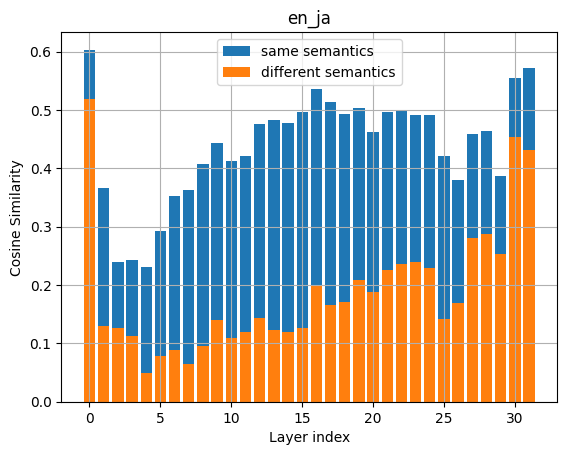 en_ja
same semantics
different semantics
Cosine Similarity
0.6
0.5
0.4
0.3
0.2
0.1
0.0
0 5 10 15 20 25 30
Layer index